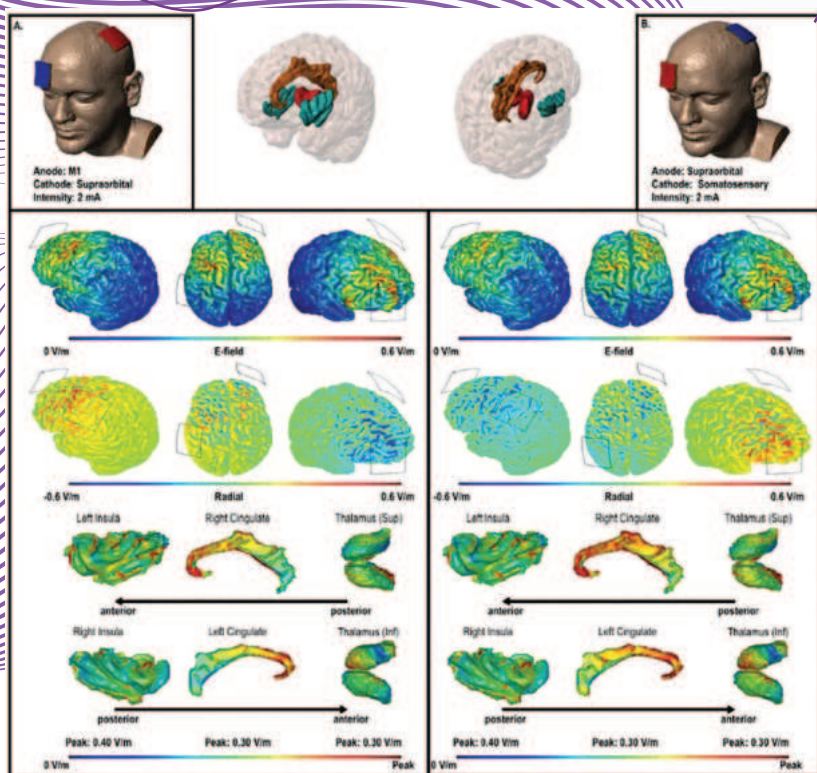 A.
Anode: M1
Cathode: Supraorbital
Intensity: 2 mA
B.
Anode: Supraorbital
Cathode: Somatosensory
Intensity: 2 mA
0 V/m E-field 0.6 V/m
0 V/m E-field 0.6 V/m
-0.6 V/m Radial 0.6 V/m
-0.6 V/m Radial 0.6 V/m
Left Insula Right Cingulate Thalamus (Sup)
anterior posterior
Right Insula Left Cingulate Thalamus (Inf)
posterior anterior
Peak: 0.40 V/m Peak: 0.30 V/m Peak: 0.30 V/m
0 V/m Peak
Left Insula Right Cingulate Thalamus (Sup)
anterior posterior
Right Insula Left Cingulate Thalamus (Inf)
posterior anterior
Peak: 0.40 V/m Peak: 0.30 V/m Peak: 0.30 V/m
0 V/m Peak